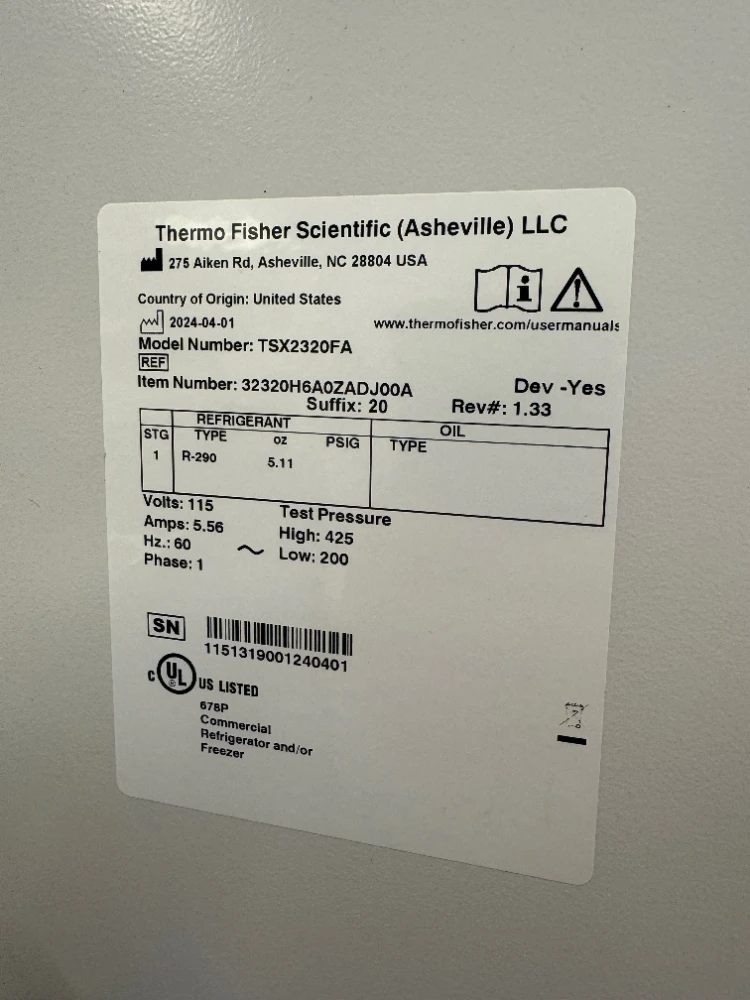 Thermo Fisher Scientific (Asheville) LLC
275 Aiken Rd, Asheville, NC 28804 USA
Country of Origin: United States
2024-04-01
www.thermofisher.com/usermanuals
Model Number: TSX2320FA
REF
Item Number: 32320H6A0ZADJ00A
Dev -Yes
Suffix: 20
Rev#: 1.33
REFRIGERANT OIL
STG TYPE oz PSIG TYPE
1 R-290 5.11
Volts: 115
Amps: 5.56
Hz.: 60
Phase: 1
Test Pressure
High: 425
Low: 200
SN
1151319001240401
C UL ® US LISTED
678P
Commercial
Refrigerator and/or
Freezer